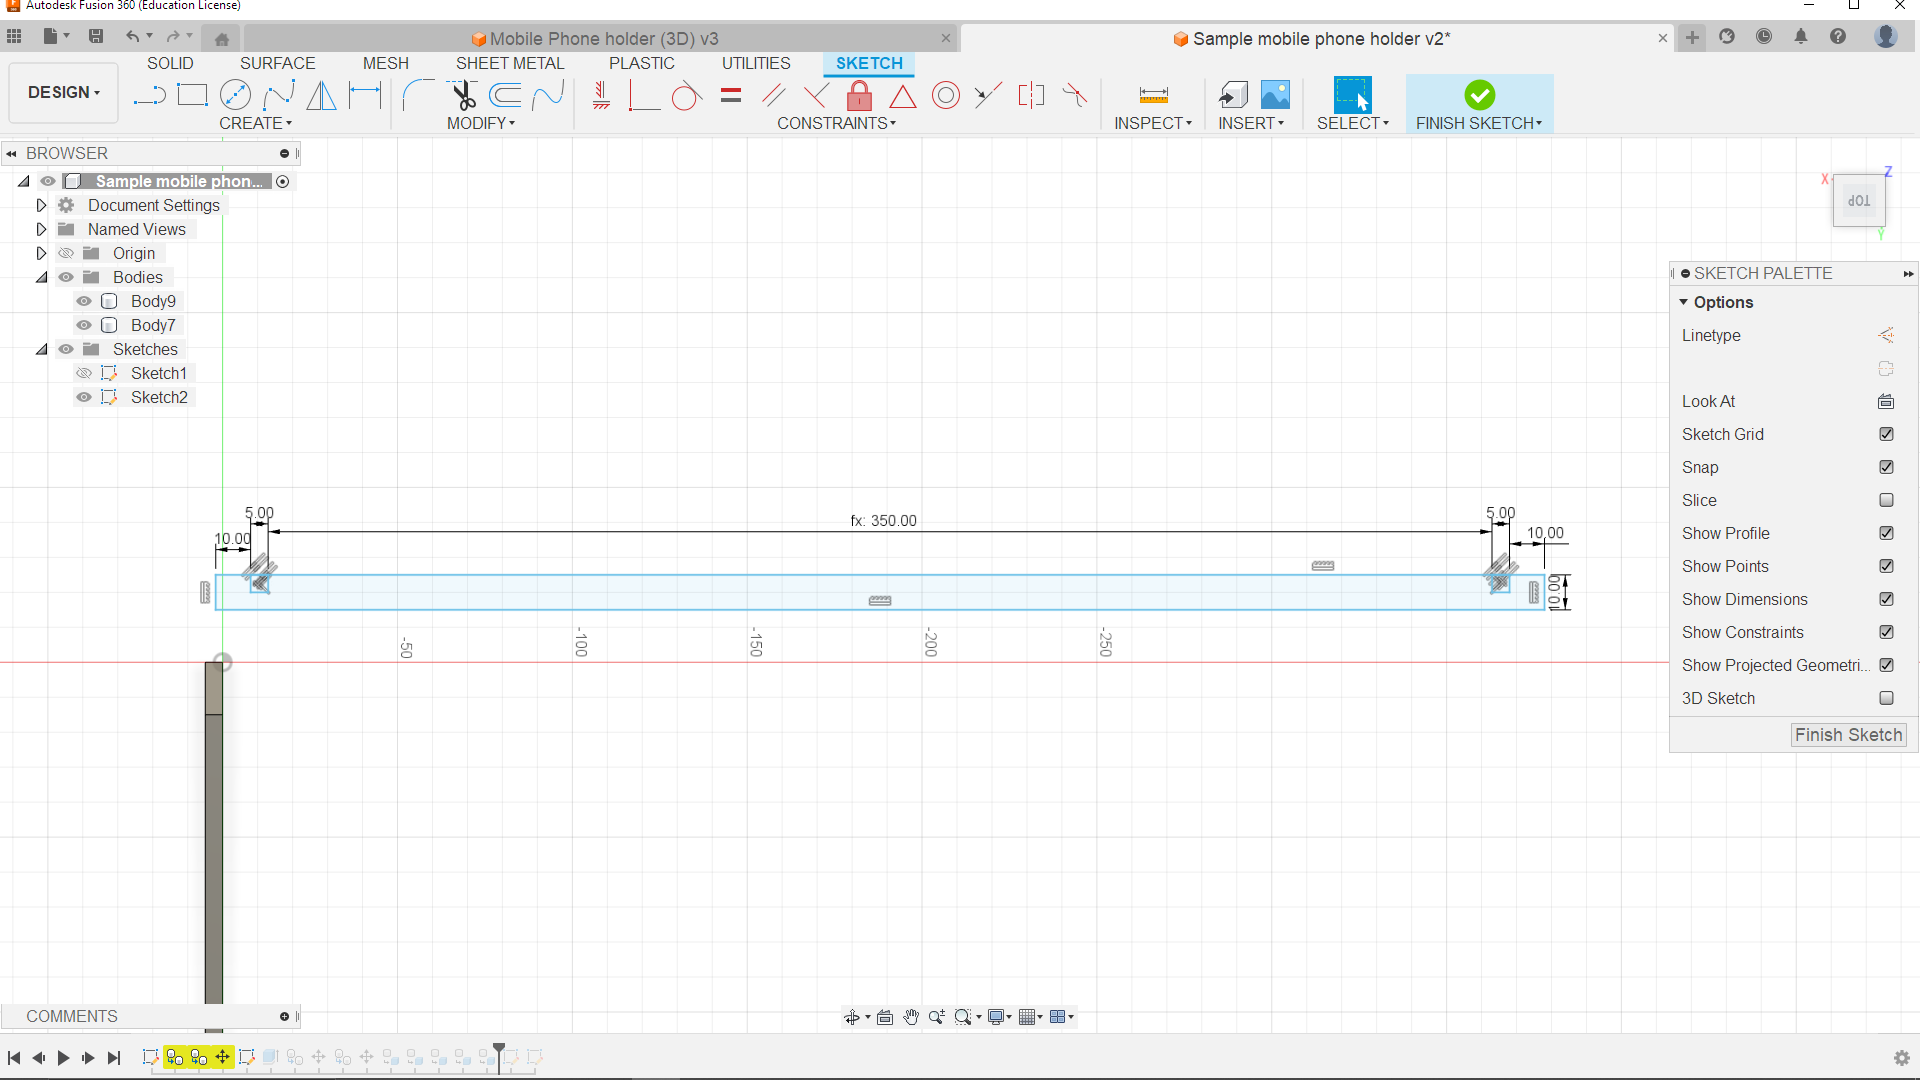 Autodesk Fusion 360 (Education License)
Mobile Phone holder (3D) v3
Sample mobile phone holder v2*
SOLID
SURFACE
MESH
SHEET METAL
PLASTIC
UTILITIES
SKETCH
DESIGN
CREATE
MODIFY
CONSTRAINTS
INSPECT
INSERT
SELECT
FINISH SKETCH
BROWSER
Sample mobile phon...
Document Settings
Named Views
Origin
Bodies
Body9
Body7
Sketches
Sketch1
Sketch2
X
Z
TOP
Y
SKETCH PALETTE
Options
Linetype
Look At
Sketch Grid
Snap
Slice
Show Profile
Show Points
Show Dimensions
Show Constraints
Show Projected Geometri...
3D Sketch
Finish Sketch
5.00
fx: 350.00
5.00
10.00
10.00
10.00
-50
-100
-150
-200
-250
COMMENTS